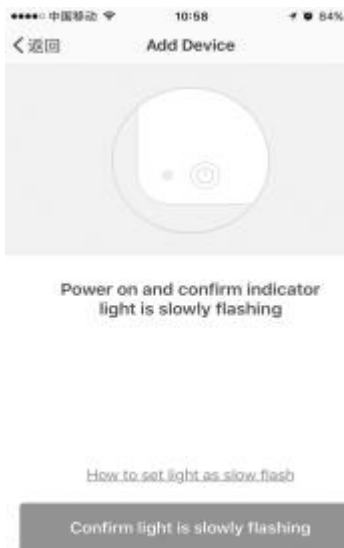 中国移动 10:58 84%
返回 Add Device
Power on and confirm indicator
light is slowly flashing
How to set light as slow flash
Confirm light is slowly flashing